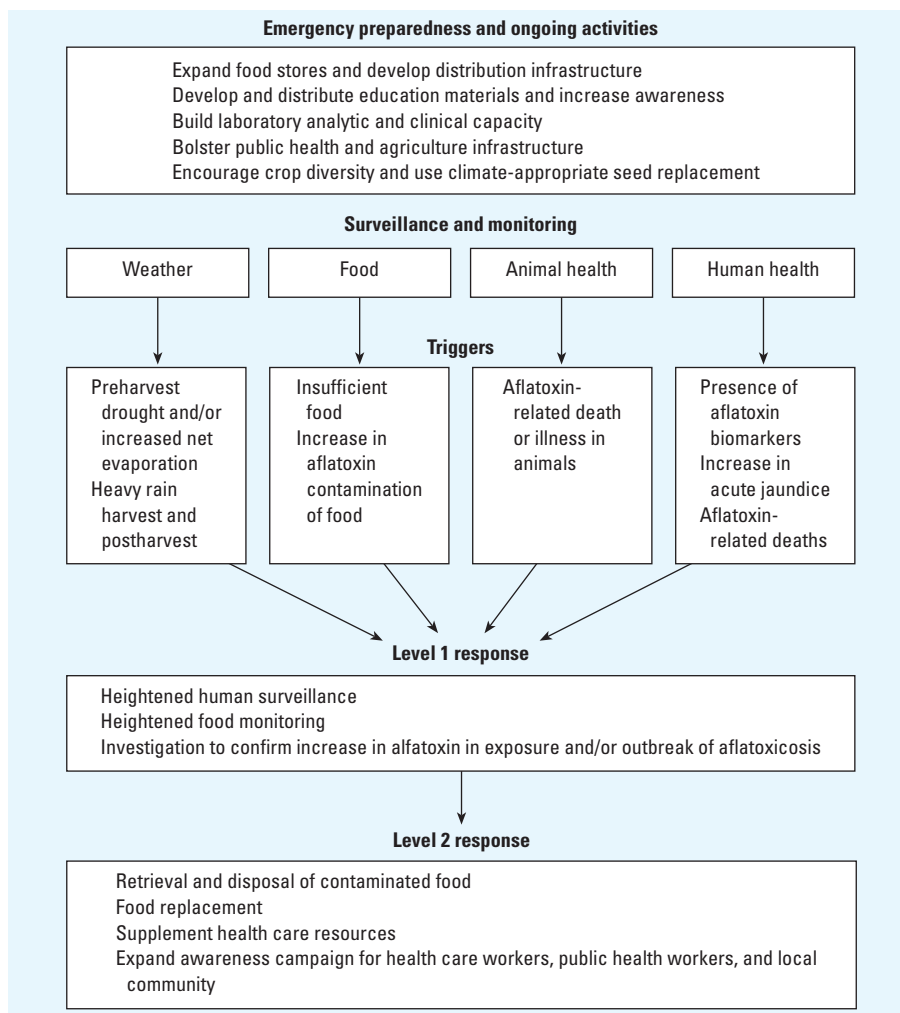 Emergency preparedness and ongoing activities
Expand food stores and develop distribution infrastructure
Develop and distribute education materials and increase awareness
Build laboratory analytic and clinical capacity
Bolster public health and agriculture infrastructure
Encourage crop diversity and use climate-appropriate seed replacement
Surveillance and monitoring
Weather
Food
Animal health
Human health
Triggers
Preharvest
drought and/or
increased net
evaporation
Heavy rain
harvest and
postharvest
Insufficient
food
Increase in
aflatoxin
contamination
of food
Aflatoxin-
related death
or illness in
animals
Presence of
aflatoxin
biomarkers
Increase in
acute jaundice
Aflatoxin-
related deaths
Level 1 response
Heightened human surveillance
Heightened food monitoring
Investigation to confirm increase in alfatoxin in exposure and/or outbreak of aflatoxicosis
Level 2 response
Retrieval and disposal of contaminated food
Food replacement
Supplement health care resources
Expand awareness campaign for health care workers, public health workers, and local
community